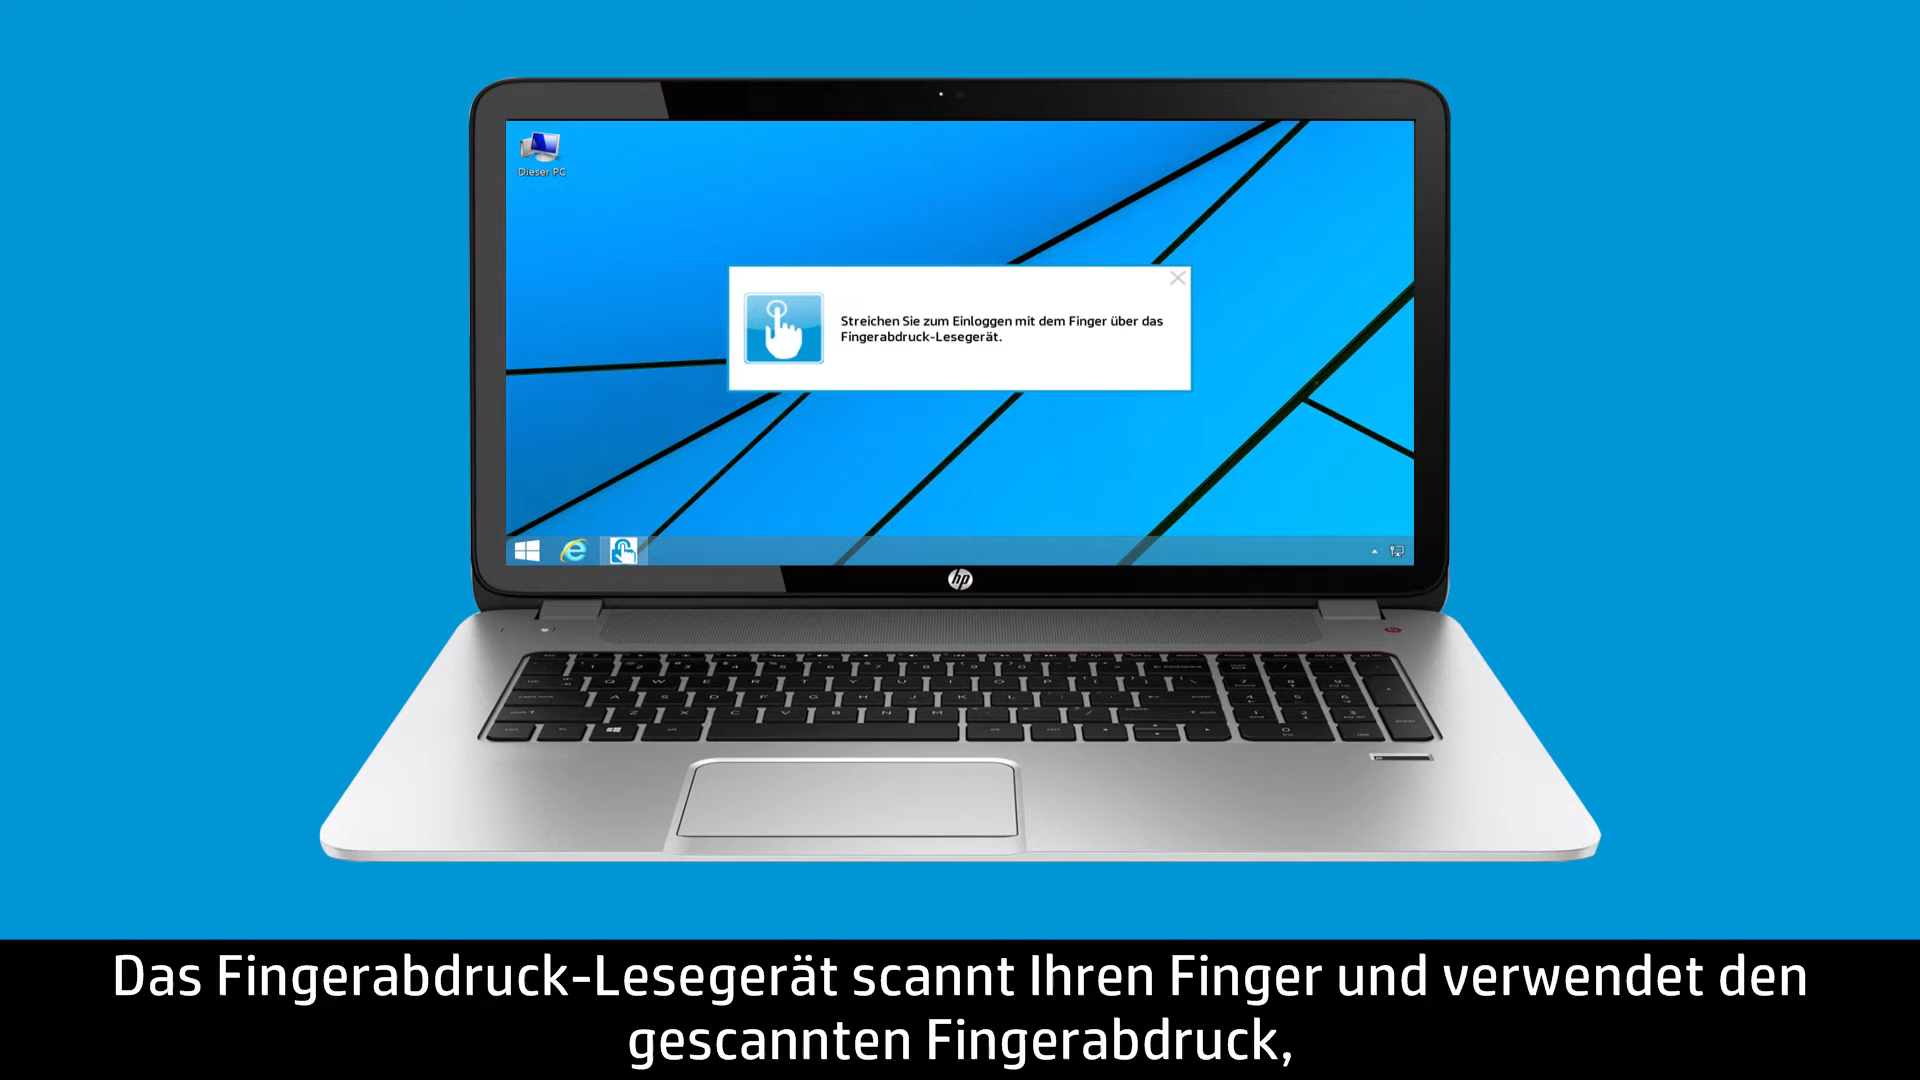 Dieser PC
Streichen Sie zum Einloggen mit dem Finger über das
Fingerabdruck-Lesegerät.
hp
Q W E R T Y U I O P
A S D F G H J K L
Z X C V B N M
Das Fingerabdruck-Lesegerät scannt Ihren Finger und verwendet den
gescannten Fingerabdruck,